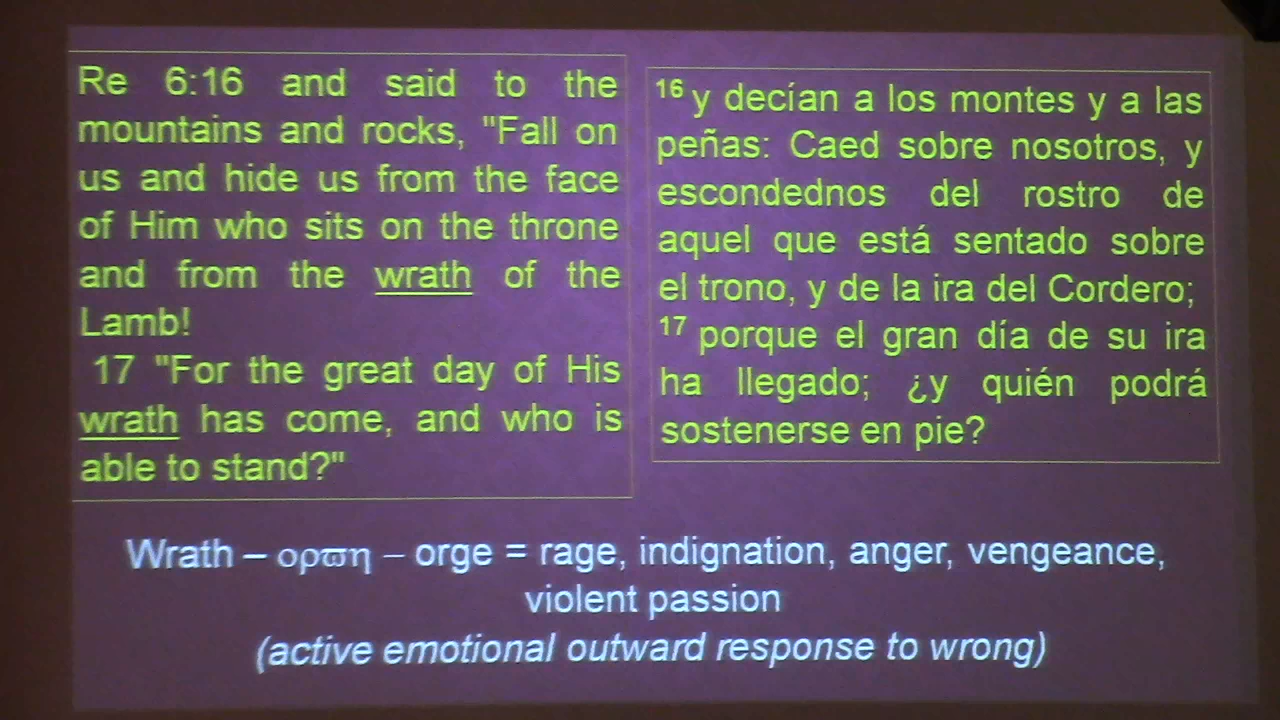 Re 6:16 and said to the
mountains and rocks, "Fall on
us and hide us from the face
of Him who sits on the throne
and from the wrath of the
Lamb!
17 "For the great day of His
wrath has come, and who is
able to stand?"
16 y decían a los montes y a las
peñas: Caed sobre nosotros, y
escondednos del rostro de
aquel que está sentado sobre
el trono, y de la ira del Cordero;
17 porque el gran día de su ira
ha llegado; ¿y quién podrá
sostenerse en pie?
Wrath – ορϖη – orge = rage, indignation, anger, vengeance,
violent passion
(active emotional outward response to wrong)